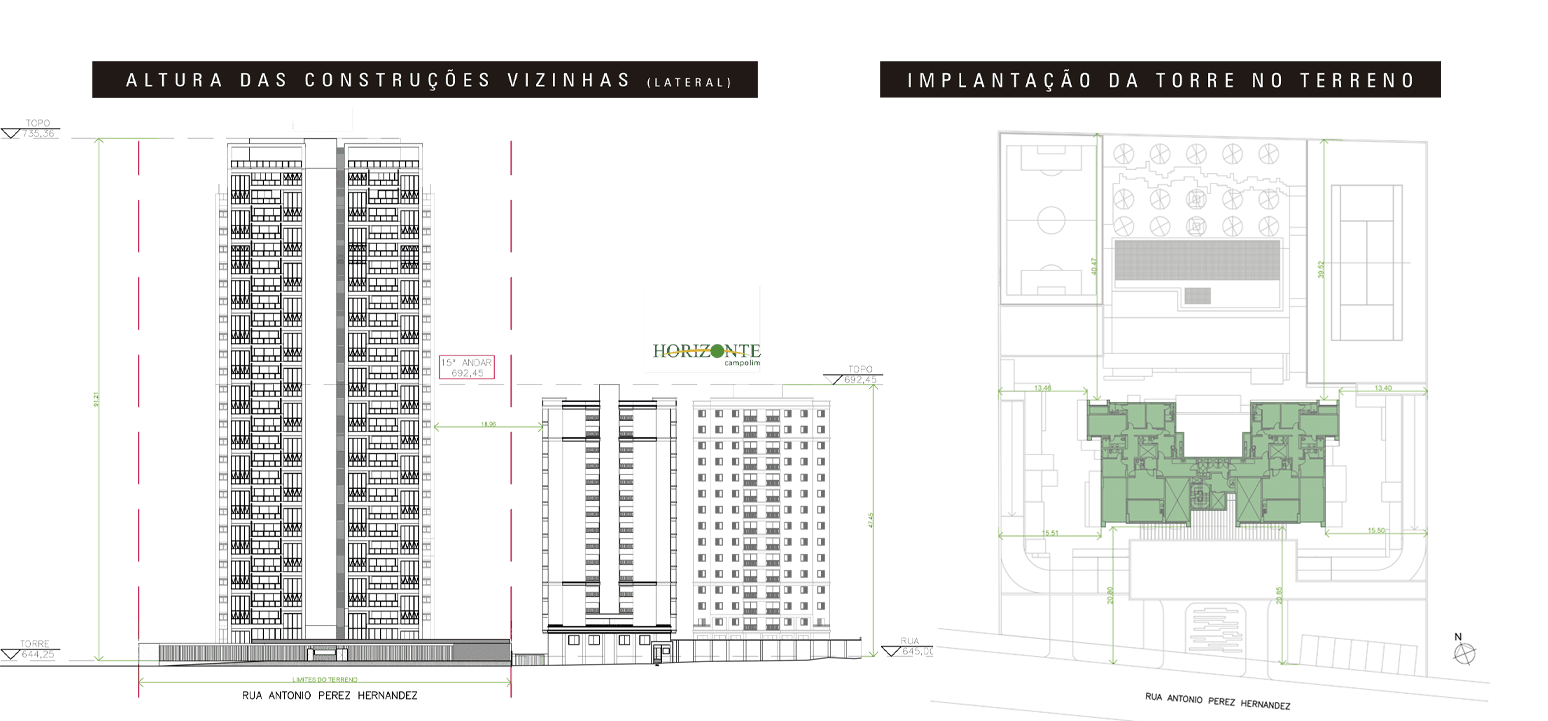 ALTURA DAS CONSTRUÇÕES VIZINHAS (LATERAL)
TOPO
735,36
91,21
15° ANDAR
692,45
18,95
HORIZONTE
campolim
TOPO
692,45
47,45
TORRE
644,25
RUA
645,00
LIMITES DO TERRENO
RUA ANTONIO PEREZ HERNANDEZ
IMPLANTAÇÃO DA TORRE NO TERRENO
40,47
39,52
13,46
13,40
15,51
15,50
20,80
20,85
N
RUA ANTONIO PEREZ HERNANDEZ